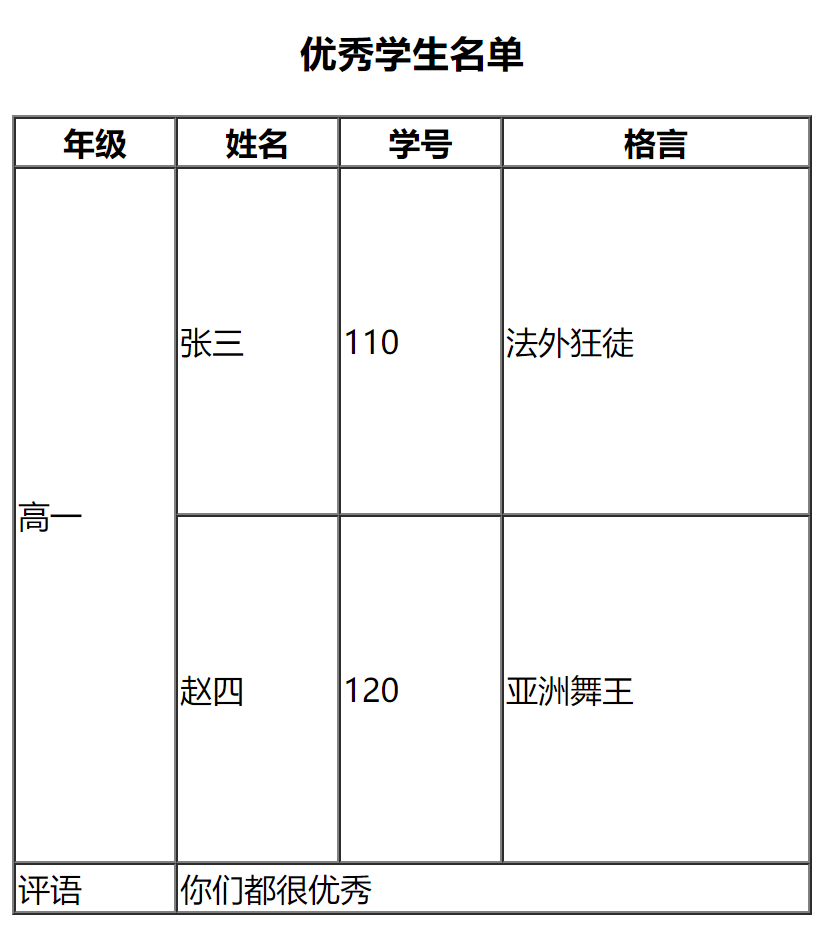 优秀学生名单
年级 姓名 学号 格言
张三 110 法外狂徒
高一
赵四 120 亚洲舞王
评语 你们都很优秀